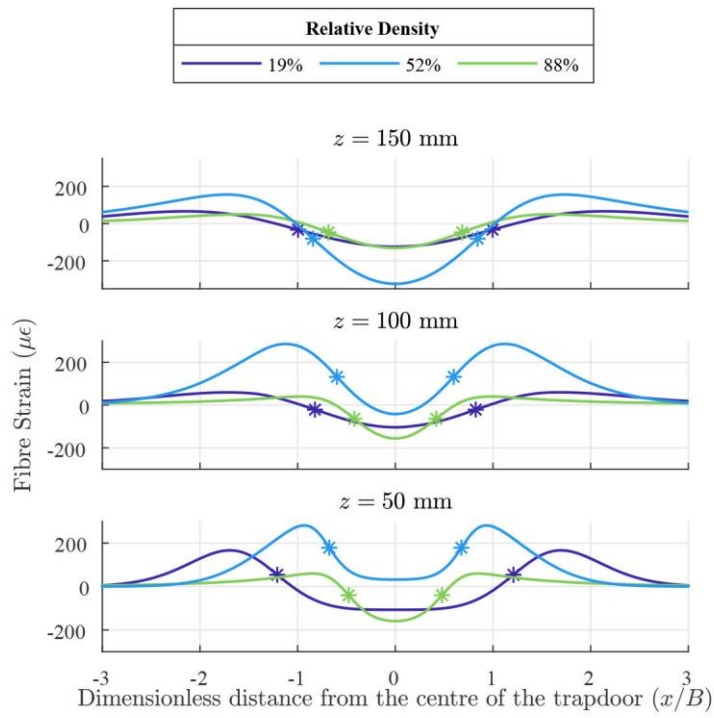 Relative Density
19% 52% 88%
z = 150 mm
200
0
-200
z = 100 mm
200
0
-200
z = 50 mm
200
0
-200
Fibre Strain (μϵ)
-3 -2 -1 0 1 2 3
Dimensionless distance from the centre of the trapdoor (x/B)